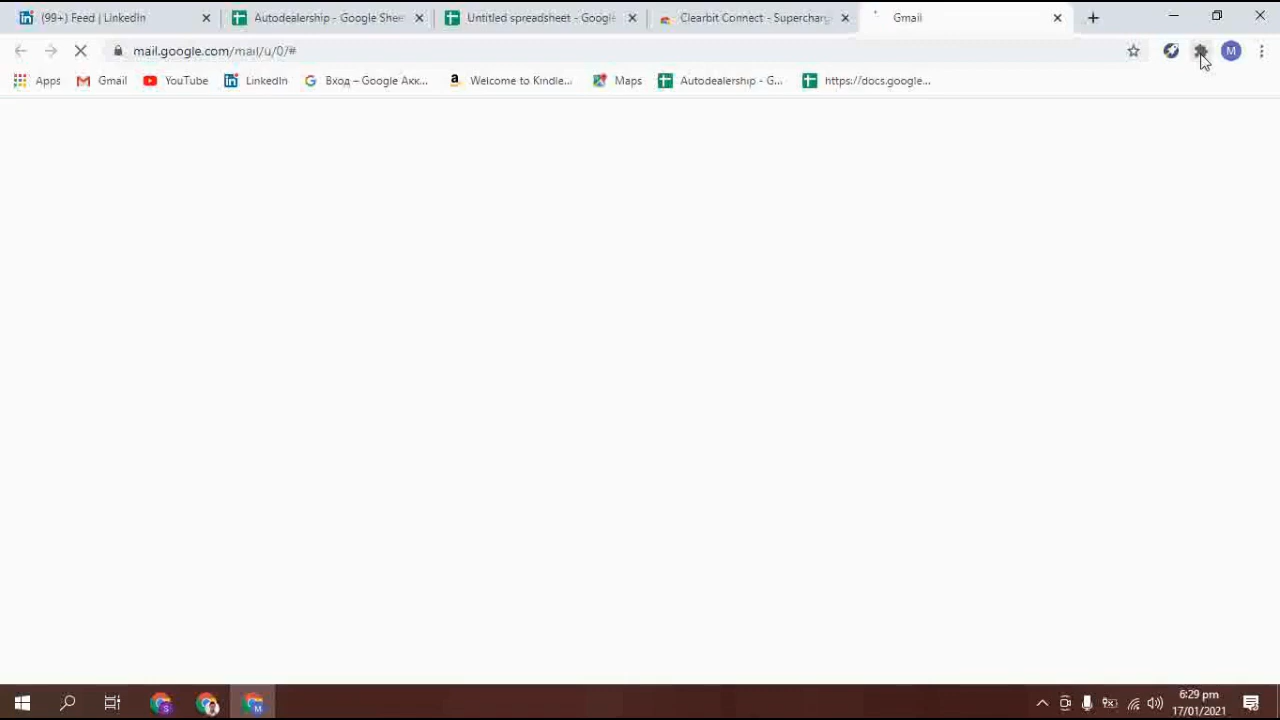 (99+) Feed | LinkedIn
Autodealership - Google Shee
Untitled spreadsheet - Google
Clearbit Connect - Supercharg
Gmail
mail.google.com/mail/u/0/#
M
Apps
Gmail
YouTube
LinkedIn
Вход – Google Акк...
Welcome to Kindle...
Maps
Autodealership - G...
https://docs.google...
6:29 pm
17/01/2021